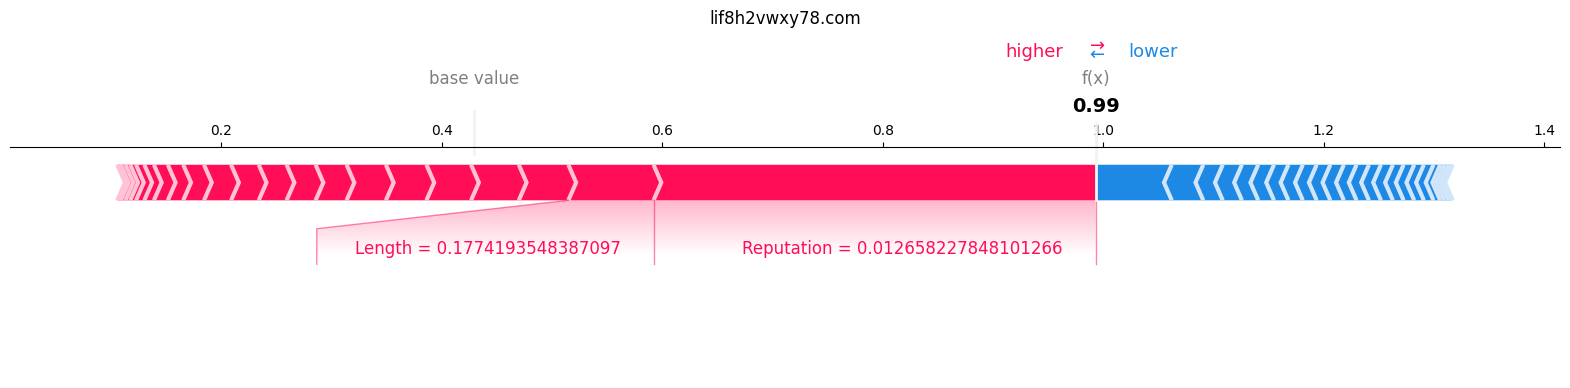 lif8h2vwxy78.com
higher ⇄ lower
base value f(x)
0.99
0.2 0.4 0.6 0.8 1.0 1.2 1.4
Length = 0.1774193548387097 Reputation = 0.012658227848101266